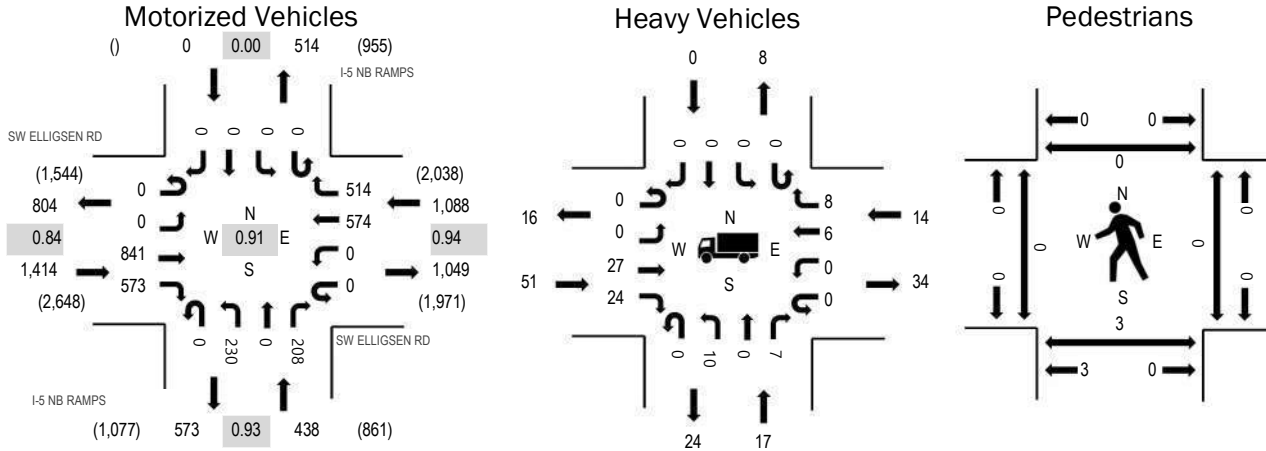 Motorized Vehicles
Heavy Vehicles
Pedestrians
() 0 0.00 514 (955)
I-5 NB RAMPS
SW ELLIGSEN RD
0 0 0 0
(1,544)
804
0.84
1,414
(2,648)
0
0
841
573
N
W 0.91 E
S
514
574
0
0
(2,038)
1,088
0.94
1,049
(1,971)
0 230 0 208
SW ELLIGSEN RD
I-5 NB RAMPS
(1,077) 573 0.93 438 (861)
0 8
0 0 0 0
16
51
0
0
27
24
N
W E
S
8
6
0
0
14
34
0 10 0 7
24 17
0 0
0
0
0
0
N
W E
S
0
0
0
3
3 0